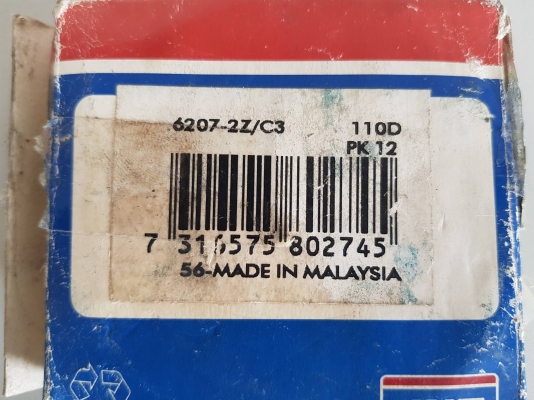 6207-2Z/C3 110D
PK 12
7 316575 802745
56-MADE IN MALAYSIA